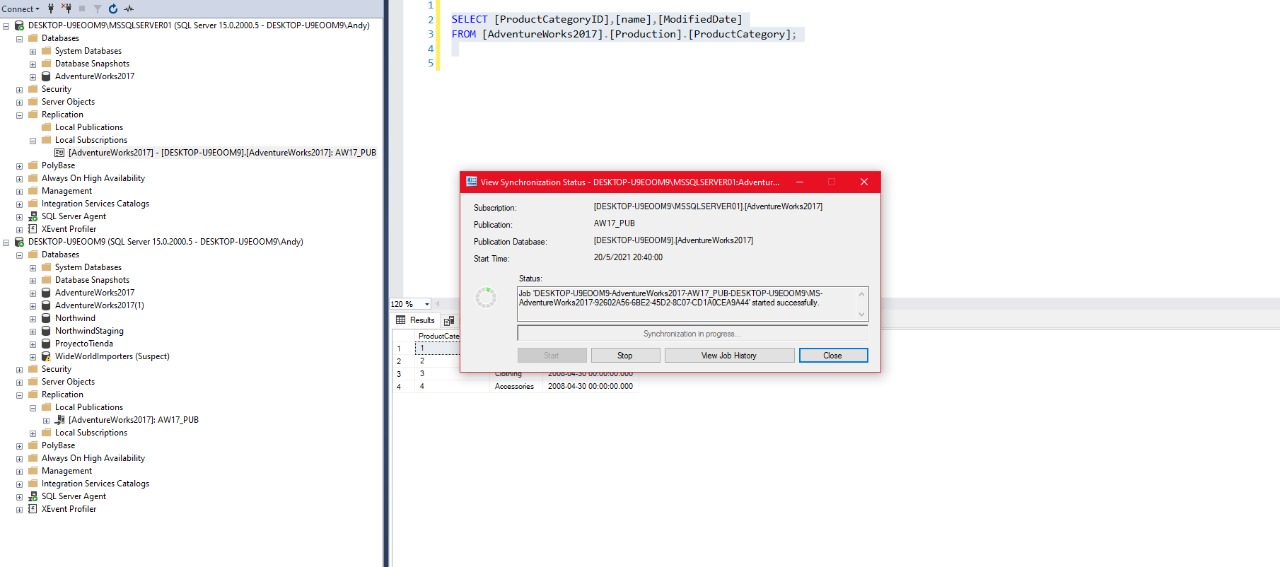 Connect
DESKTOP-U9EOOM9\MSSQLSERVER01 (SQL Server 15.0.2000.5 - DESKTOP-U9EOOM9\Andy)
Databases
System Databases
Database Snapshots
AdventureWorks2017
Security
Server Objects
Replication
Local Publications
Local Subscriptions
[AdventureWorks2017] - [DESKTOP-U9EOOM9].[AdventureWorks2017]: AW17_PUB
PolyBase
Always On High Availability
Management
Integration Services Catalogs
SQL Server Agent
XEvent Profiler
DESKTOP-U9EOOM9 (SQL Server 15.0.2000.5 - DESKTOP-U9EOOM9\Andy)
Databases
System Databases
Database Snapshots
AdventureWorks2017
AdventureWorks2017(1)
Northwind
NorthwindStaging
ProyectoTienda
WideWorldImporters (Suspect)
Security
Server Objects
Replication
Local Publications
[AdventureWorks2017]: AW17_PUB
Local Subscriptions
PolyBase
Always On High Availability
Management
Integration Services Catalogs
SQL Server Agent
XEvent Profiler
1
2 SELECT [ProductCategoryID],[name],[ModifiedDate]
3 FROM [AdventureWorks2017].[Production].[ProductCategory];
4
5
View Synchronization Status - DESKTOP-U9EOOM9\MSSQLSERVER01:Adventur...
Subscription: [DESKTOP-U9EOOM9\MSSQLSERVER01].[AdventureWorks2017]
Publication: AW17_PUB
Publication Database: [DESKTOP-U9EOOM9].[AdventureWorks2017]
Start Time: 20/5/2021 20:40:00
Status:
Job 'DESKTOP-U9EOOM9-AdventureWorks2017-AW17_PUB-DESKTOP-U9EOOM9\MS-
AdventureWorks2017-92602A56-6BE2-45D2-8C07-CD1A0CEA9A44' started successfully.
Synchronization in progress...
Start Stop View Job History Close
120 %
Results
ProductCate
1 1
2 2
3 3 Clothing 2008-04-30 00:00:00.000
4 4 Accessories 2008-04-30 00:00:00.000